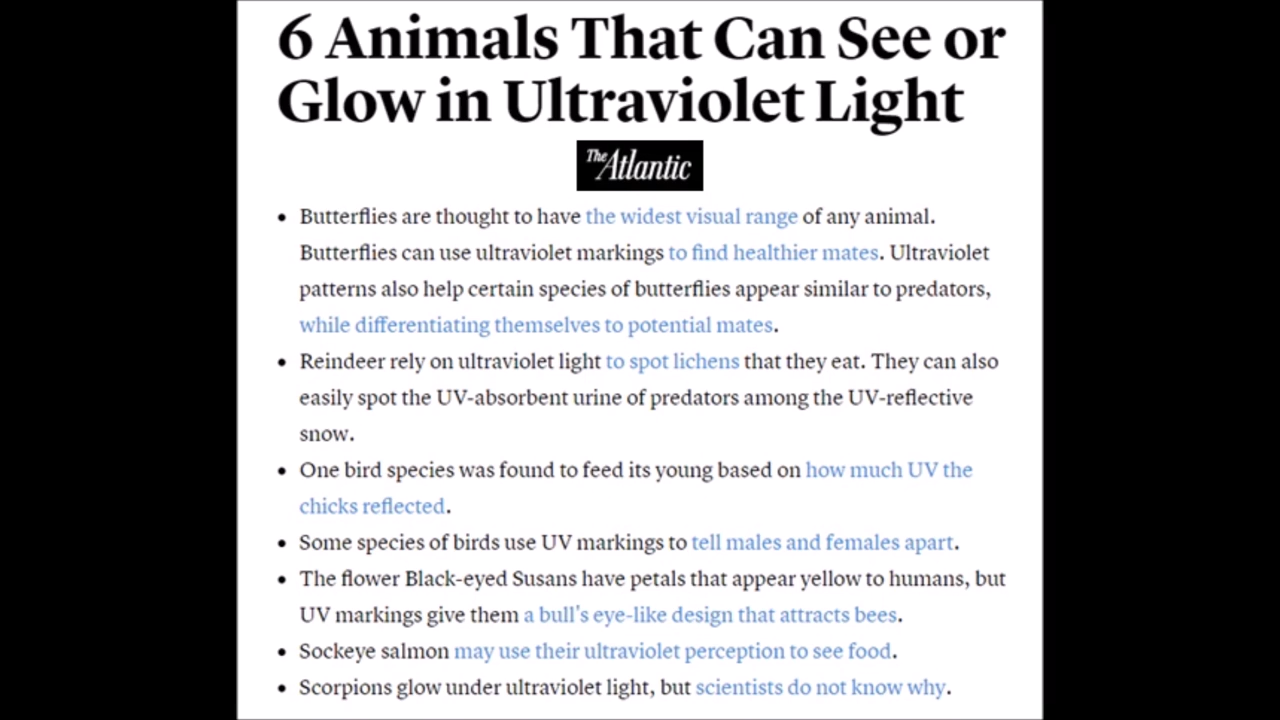 6 Animals That Can See or
Glow in Ultraviolet Light
The Atlantic
• Butterflies are thought to have the widest visual range of any animal.
Butterflies can use ultraviolet markings to find healthier mates. Ultraviolet
patterns also help certain species of butterflies appear similar to predators,
while differentiating themselves to potential mates.
• Reindeer rely on ultraviolet light to spot lichens that they eat. They can also
easily spot the UV-absorbent urine of predators among the UV-reflective
snow.
• One bird species was found to feed its young based on how much UV the
chicks reflected.
• Some species of birds use UV markings to tell males and females apart.
• The flower Black-eyed Susans have petals that appear yellow to humans, but
UV markings give them a bull's eye-like design that attracts bees.
• Sockeye salmon may use their ultraviolet perception to see food.
• Scorpions glow under ultraviolet light, but scientists do not know why.